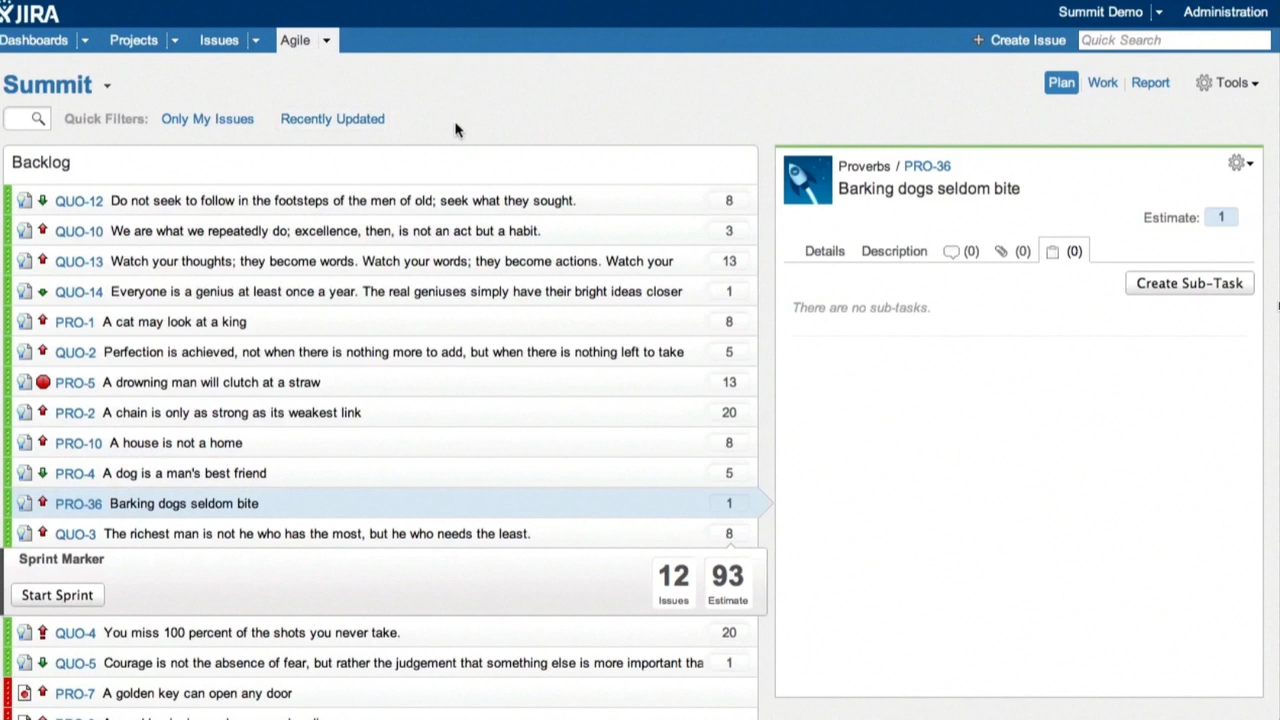 JIRA
Summit Demo Administration
Dashboards Projects Issues Agile + Create Issue Quick Search
Summit Plan Work Report Tools
Quick Filters: Only My Issues Recently Updated
Backlog
QUO-12 Do not seek to follow in the footsteps of the men of old; seek what they sought. 8
QUO-10 We are what we repeatedly do; excellence, then, is not an act but a habit. 3
QUO-13 Watch your thoughts; they become words. Watch your words; they become actions. Watch your 13
QUO-14 Everyone is a genius at least once a year. The real geniuses simply have their bright ideas closer 1
PRO-1 A cat may look at a king 8
QUO-2 Perfection is achieved, not when there is nothing more to add, but when there is nothing left to take 5
PRO-5 A drowning man will clutch at a straw 13
PRO-2 A chain is only as strong as its weakest link 20
PRO-10 A house is not a home 8
PRO-4 A dog is a man's best friend 5
PRO-36 Barking dogs seldom bite 1
QUO-3 The richest man is not he who has the most, but he who needs the least. 8
Sprint Marker
Start Sprint
12 Issues
93 Estimate
QUO-4 You miss 100 percent of the shots you never take. 20
QUO-5 Courage is not the absence of fear, but rather the judgement that something else is more important tha 1
PRO-7 A golden key can open any door
Proverbs / PRO-36
Barking dogs seldom bite
Estimate: 1
Details Description (0) (0) (0)
Create Sub-Task
There are no sub-tasks.